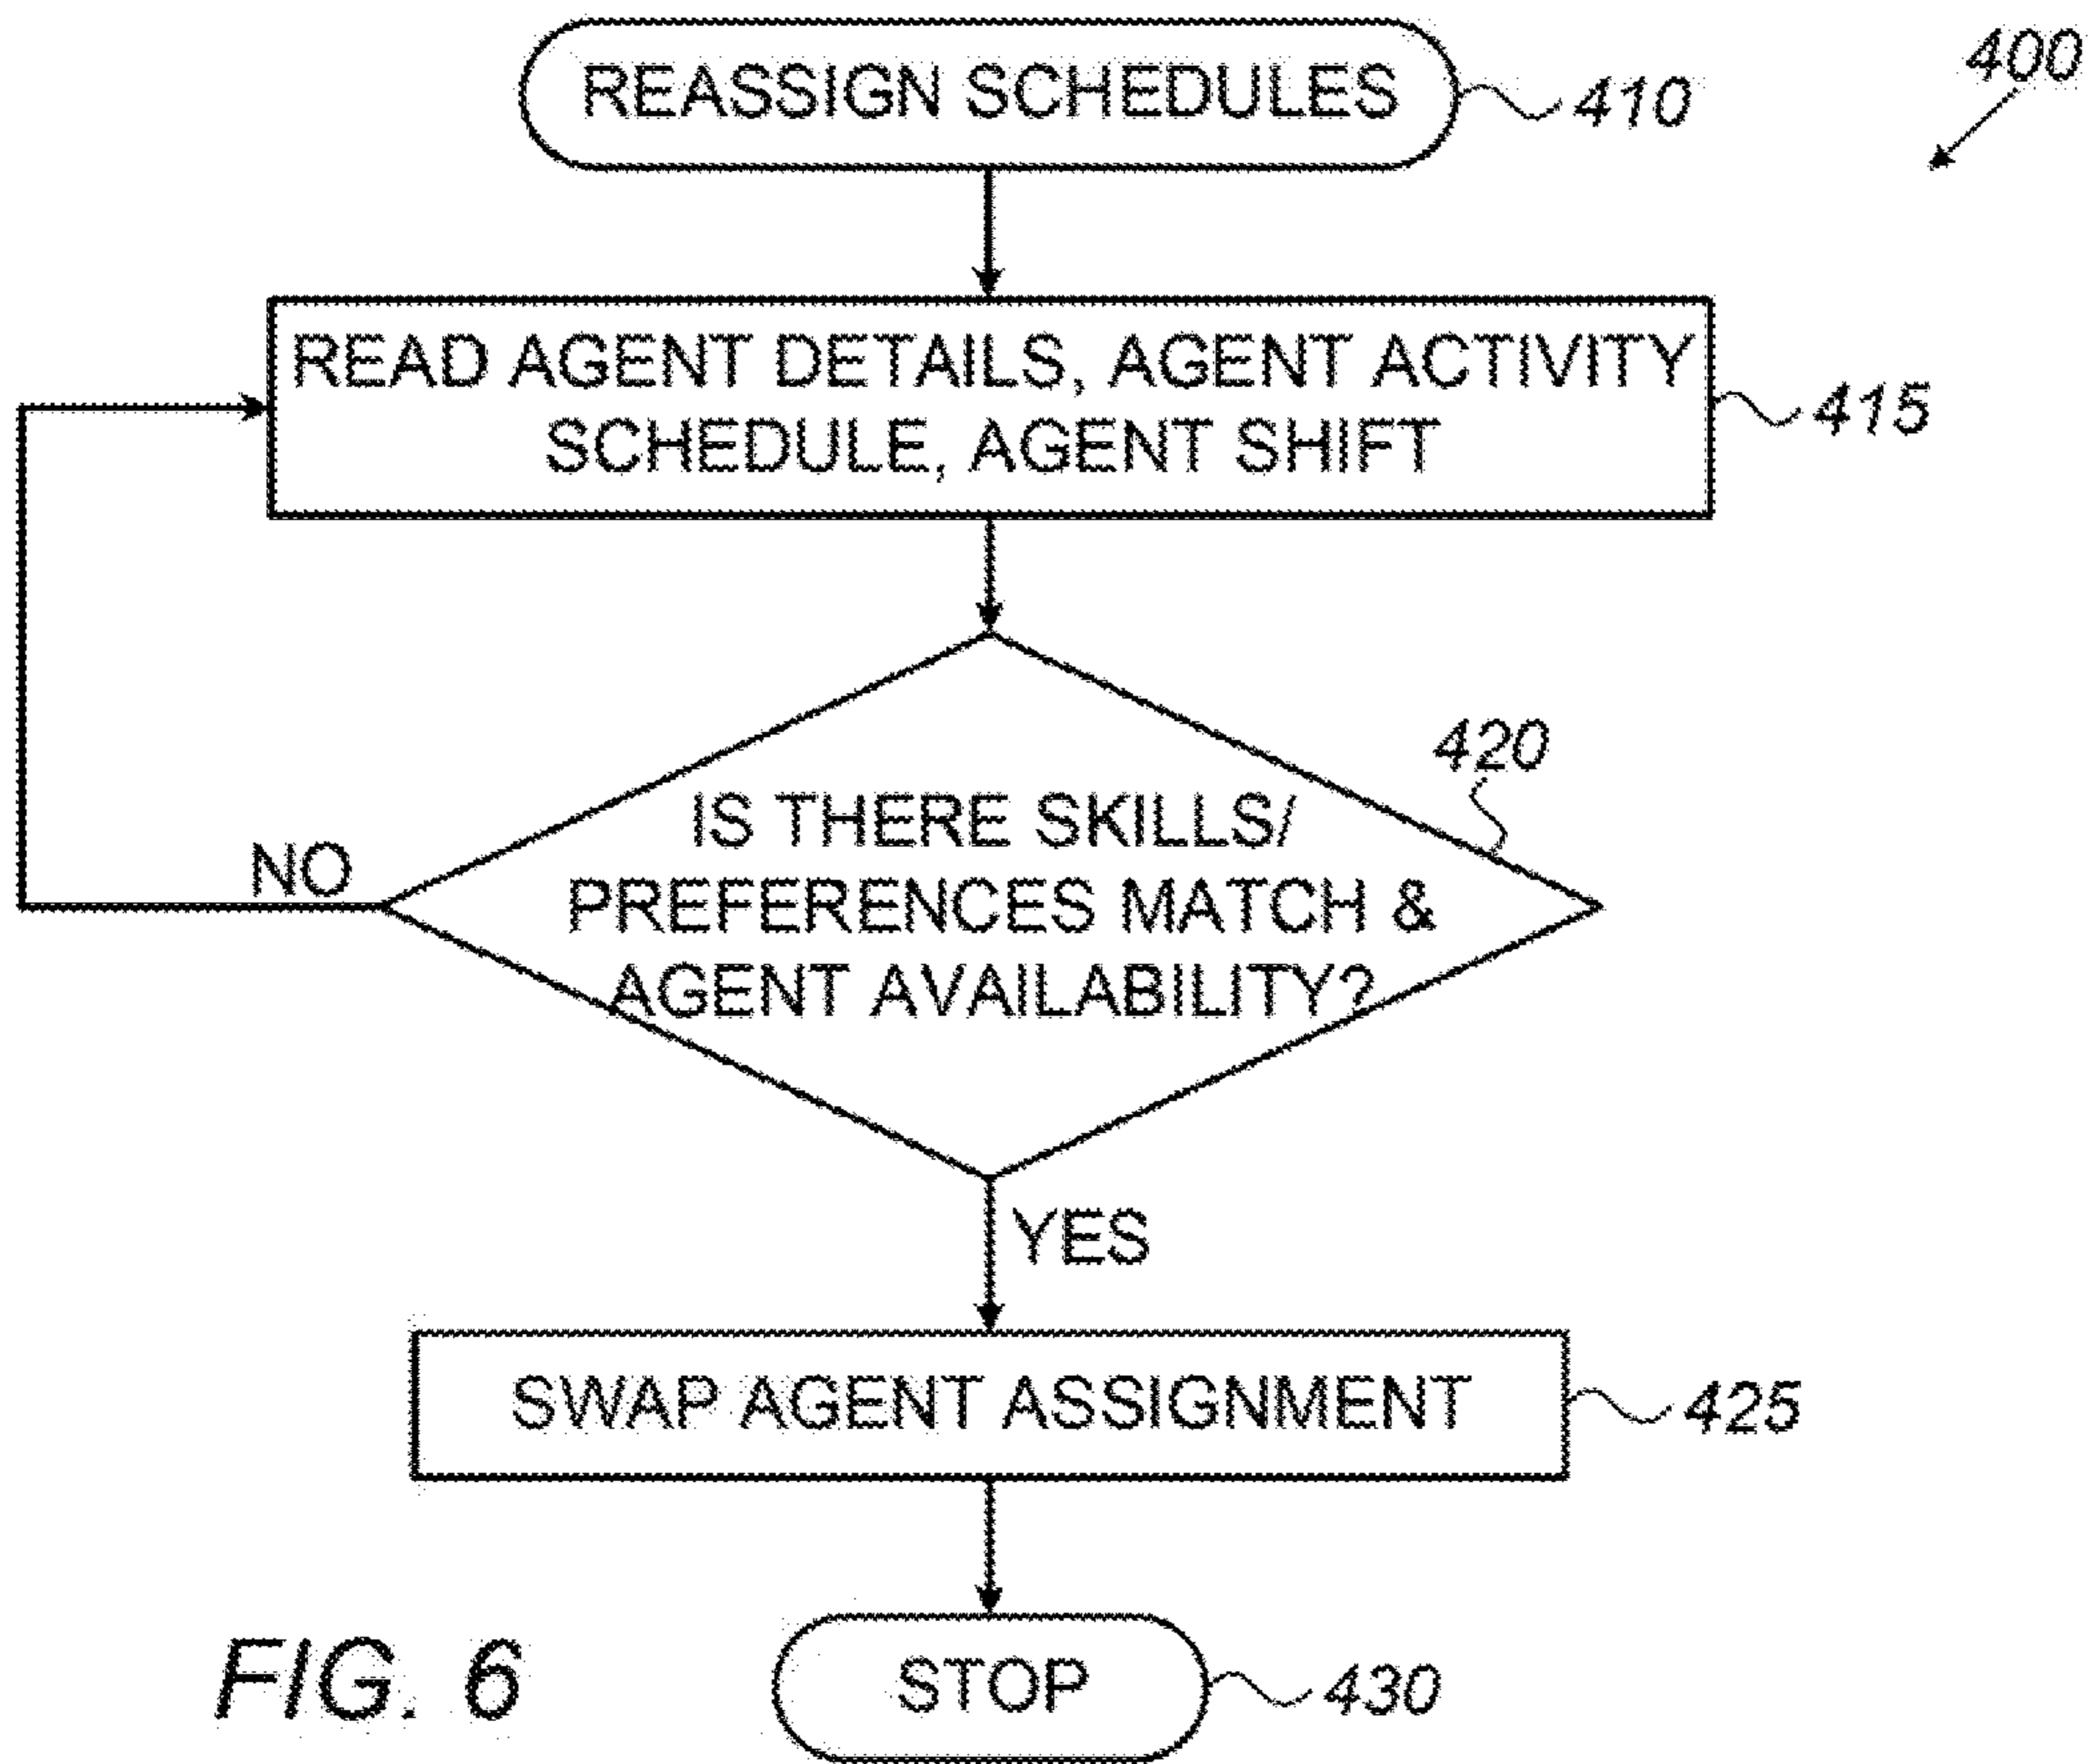 REASSIGN SCHEDULES
410
400
READ AGENT DETAILS, AGENT ACTIVITY
SCHEDULE, AGENT SHIFT
415
420
IS THERE SKILLS/
PREFERENCES MATCH &
AGENT AVAILABILITY?
NO
YES
SWAP AGENT ASSIGNMENT
425
STOP
430
FIG. 6